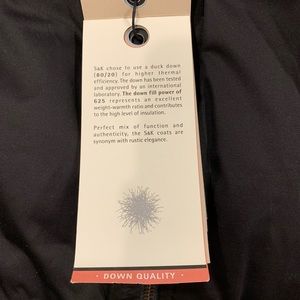 S&K chose to use a duck down
(80/20) for higher thermal
efficiency. The down has been tested
and approved by an international
laboratory. The down fill power of
625 represents an excellent
weight-warmth ratio and contributes
to the high level of insulation.
Perfect mix of function and
authenticity, the S&K coats are
synonym with rustic elegance.
· DOWN QUALITY ·